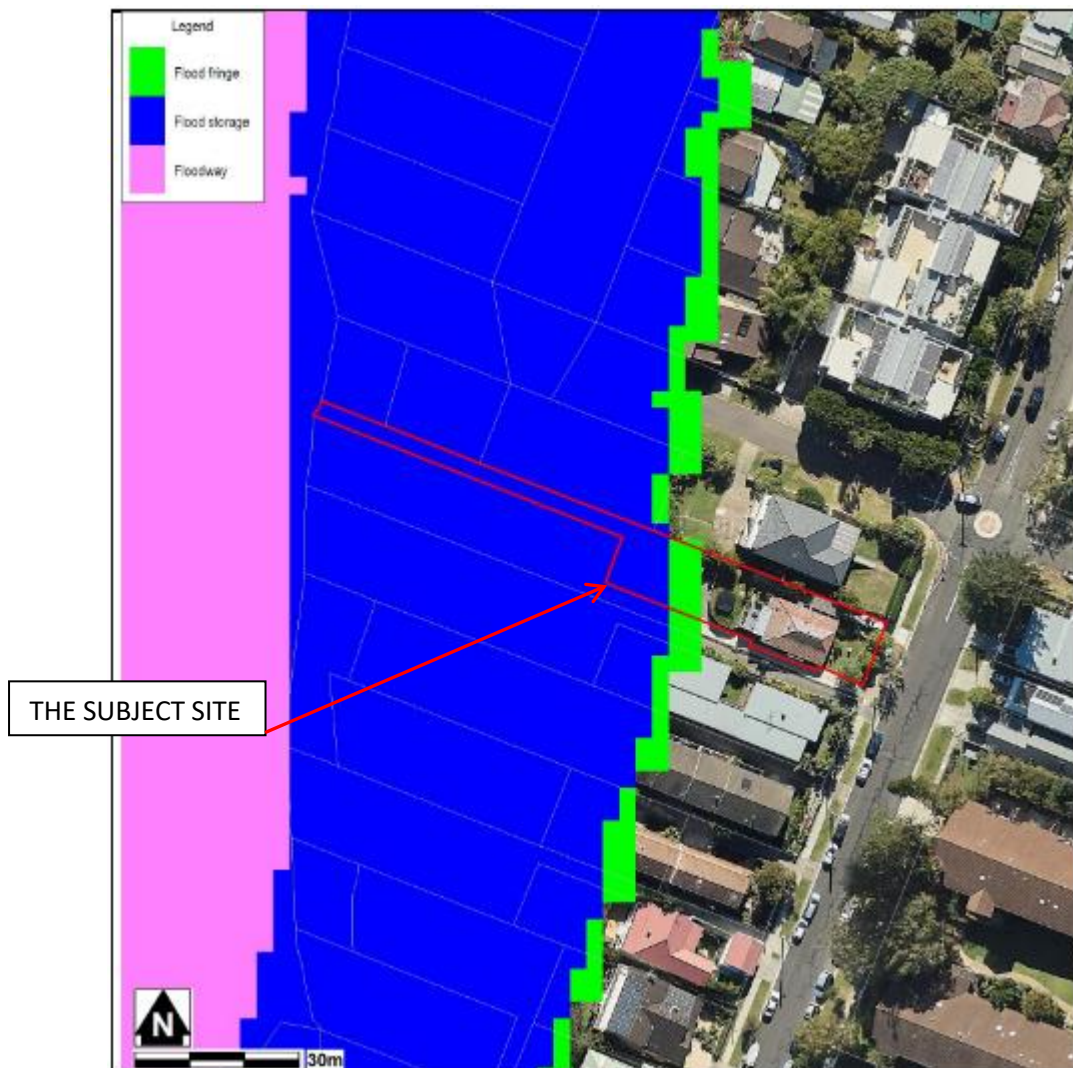 Legend
Flood fringe
Flood storage
Floodway
THE SUBJECT SITE
N
30m